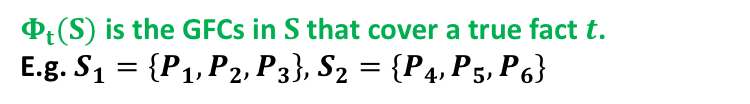 Φt(S) is the GFCs in S that cover a true fact t.
E.g. S1 = {P1, P2, P3}, S2 = {P4, P5, P6}